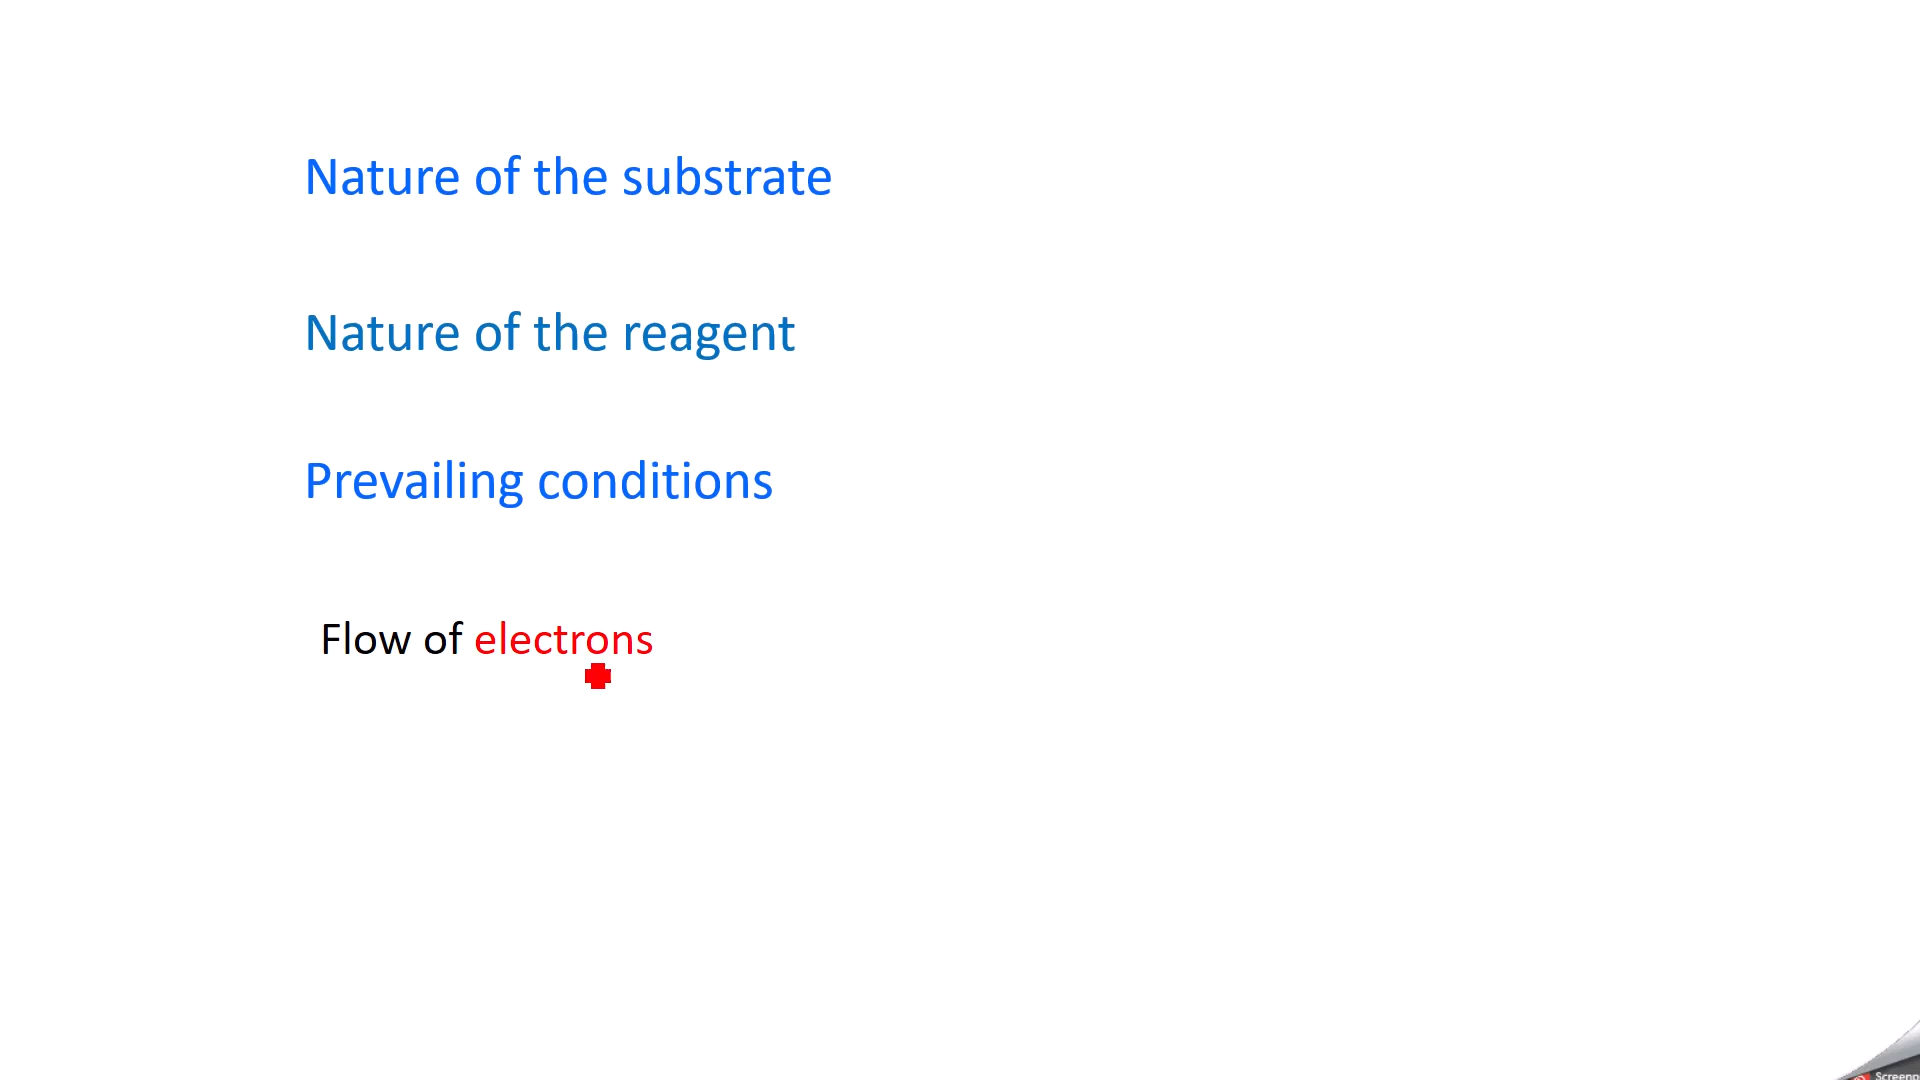 Nature of the substrate
Nature of the reagent
Prevailing conditions
Flow of electrons